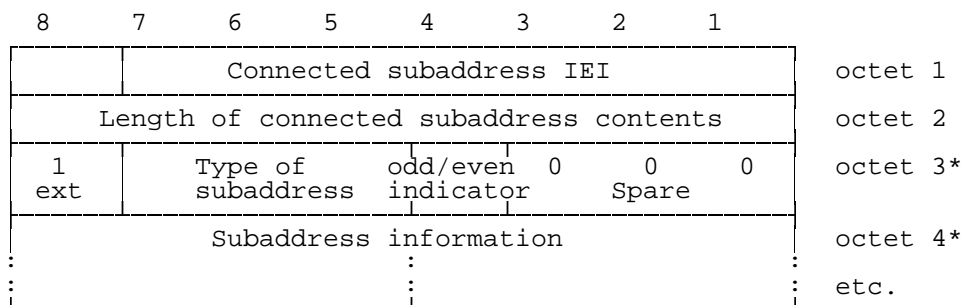 8 7 6 5 4 3 2 1
Connected subaddress IEI octet 1
Length of connected subaddress contents octet 2
1 Type of odd/even 0 0 0 octet 3*
ext subaddress indicator Spare
Subaddress information octet 4*
: : :
: : : etc.